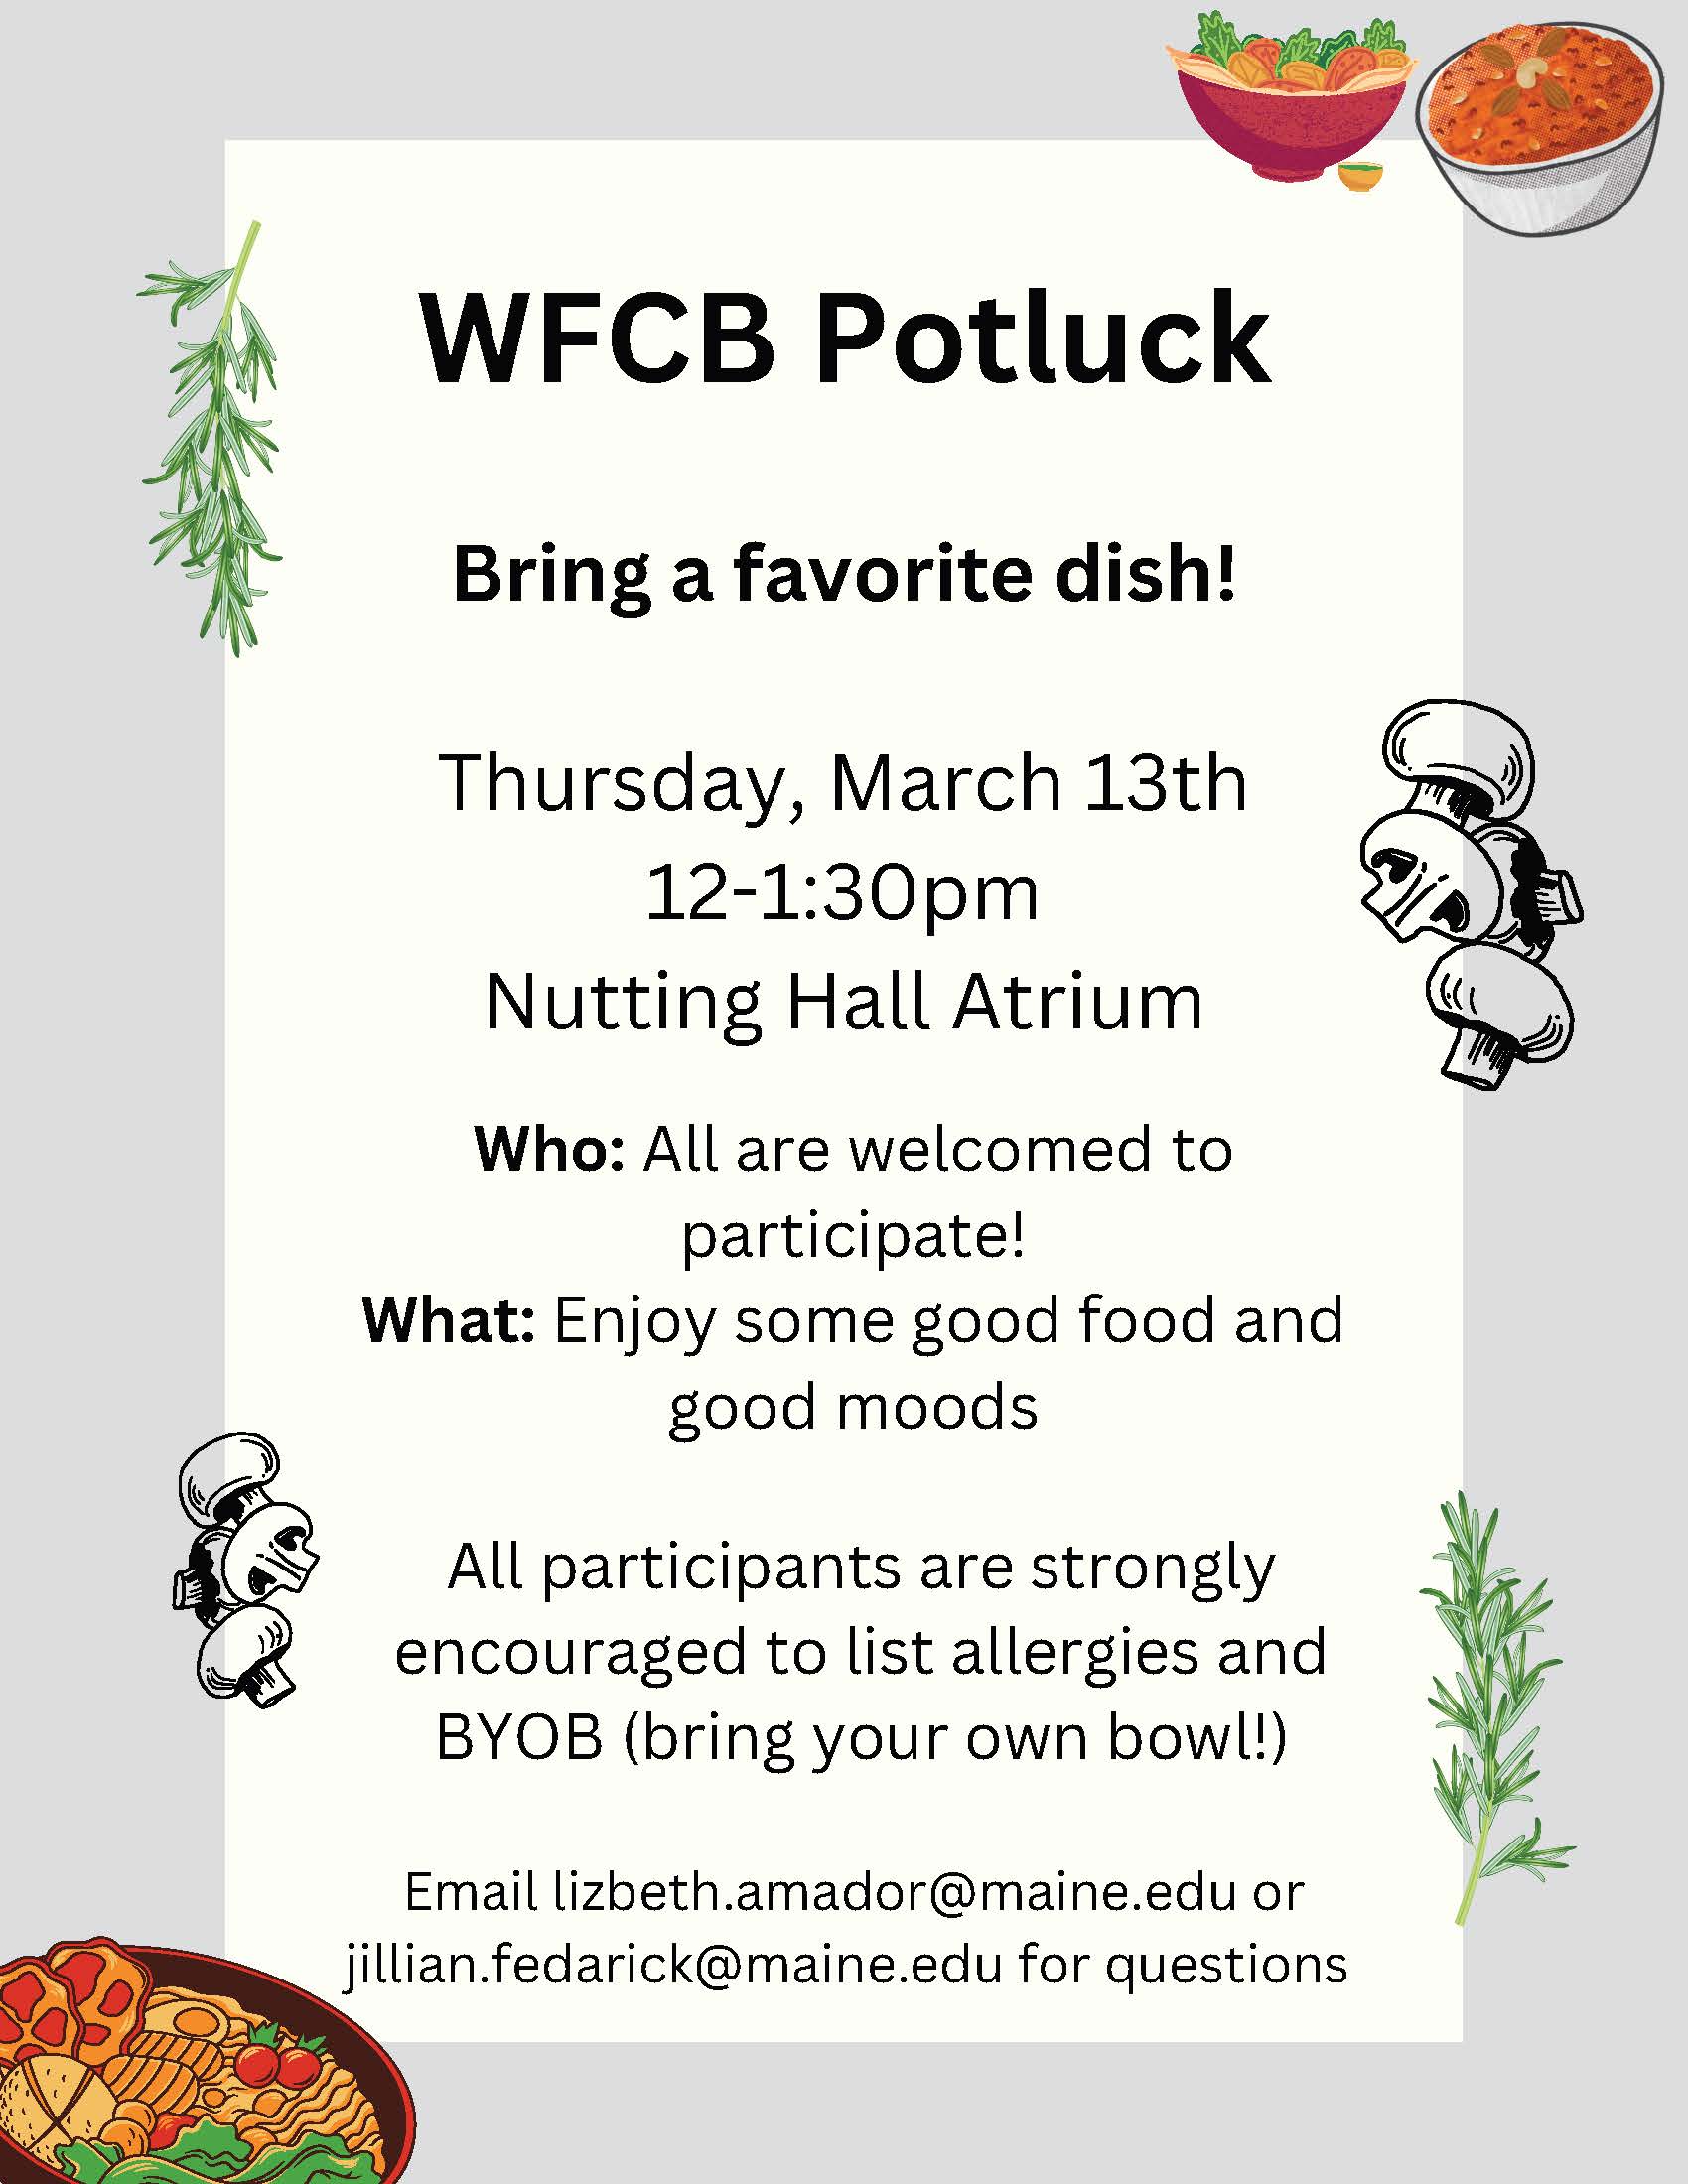 WFCB Potluck
Bring a favorite dish!
Thursday, March 13th
12-1:30pm
Nutting Hall Atrium
Who: All are welcomed to
participate!
What: Enjoy some good food and
good moods
All participants are strongly
encouraged to list allergies and
BYOB (bring your own bowl!)
Email lizbeth.amador@maine.edu or
jillian.fedarick@maine.edu for questions